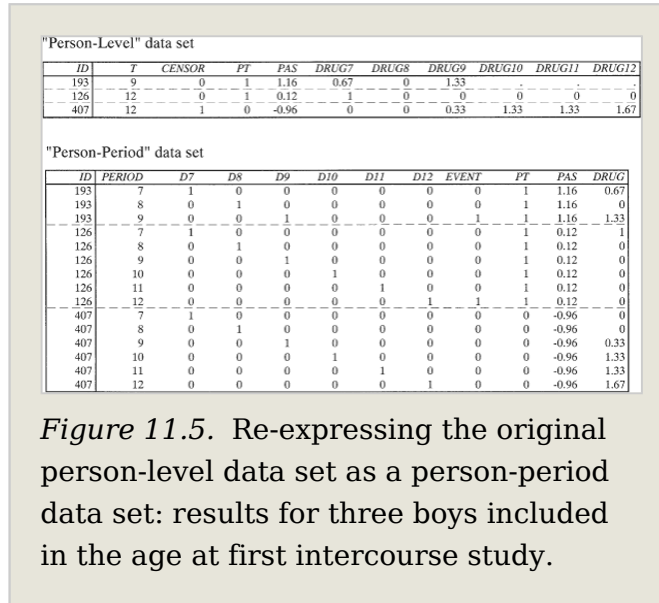 "Person-Level" data set
ID T CENSOR PT PAS DRUG7 DRUG8 DRUG9 DRUG10 DRUG11 DRUG12
193 9 0 1 1.16 0.67 0 1.33 . . .
126 12 0 1 0.12 1 0 0 0 0 0
407 12 1 0 -0.96 0 0 0.33 1.33 1.33 1.67
"Person-Period" data set
ID PERIOD D7 D8 D9 D10 D11 D12 EVENT PT PAS DRUG
193 7 1 0 0 0 0 0 0 1 1.16 0.67
193 8 0 1 0 0 0 0 0 1 1.16 0
193 9 0 0 1 0 0 0 1 1 1.16 1.33
126 7 1 0 0 0 0 0 0 1 0.12 1
126 8 0 1 0 0 0 0 0 1 0.12 0
126 9 0 0 1 0 0 0 0 1 0.12 0
126 10 0 0 0 1 0 0 0 1 0.12 0
126 11 0 0 0 0 1 0 0 1 0.12 0
126 12 0 0 0 0 0 1 1 1 0.12 0
407 7 1 0 0 0 0 0 0 0 -0.96 0
407 8 0 1 0 0 0 0 0 0 -0.96 0
407 9 0 0 1 0 0 0 0 0 -0.96 0.33
407 10 0 0 0 1 0 0 0 0 -0.96 1.33
407 11 0 0 0 0 1 0 0 0 -0.96 1.33
407 12 0 0 0 0 0 1 0 0 -0.96 1.67
Figure 11.5. Re-expressing the original
person-level data set as a person-period
data set: results for three boys included
in the age at first intercourse study.